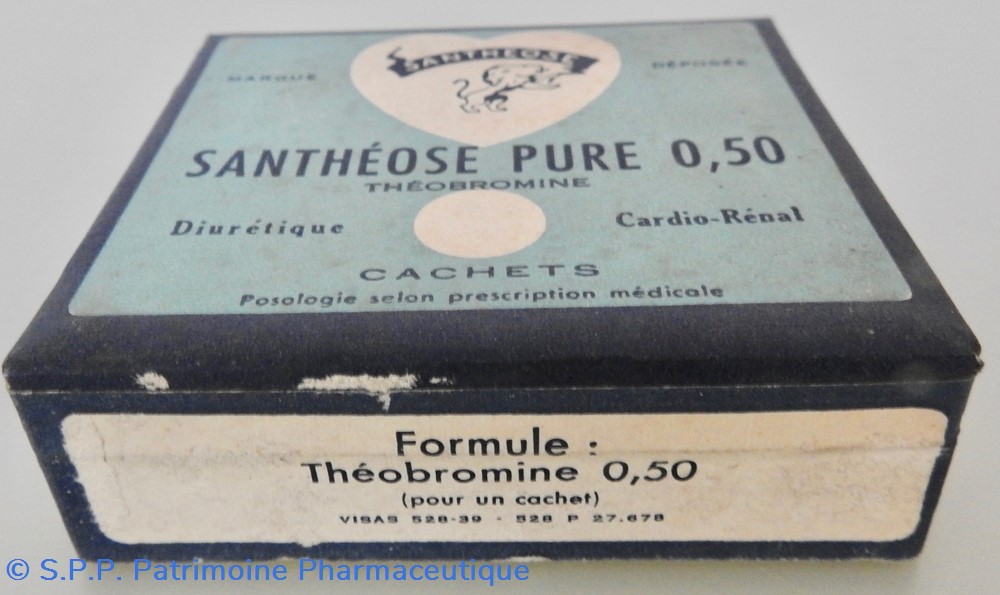 SANTHEOSE
MARQUE DÉPOSÉE
SANTHÉOSE PURE 0,50
THÉOBROMINE
Diurétique Cardio-Rénal
CACHETS
Posologie selon prescription médicale
Formule :
Théobromine 0,50
(pour un cachet)
VISAS 528-39 - 528 P 27.678
© S.P.P. Patrimoine Pharmaceutique